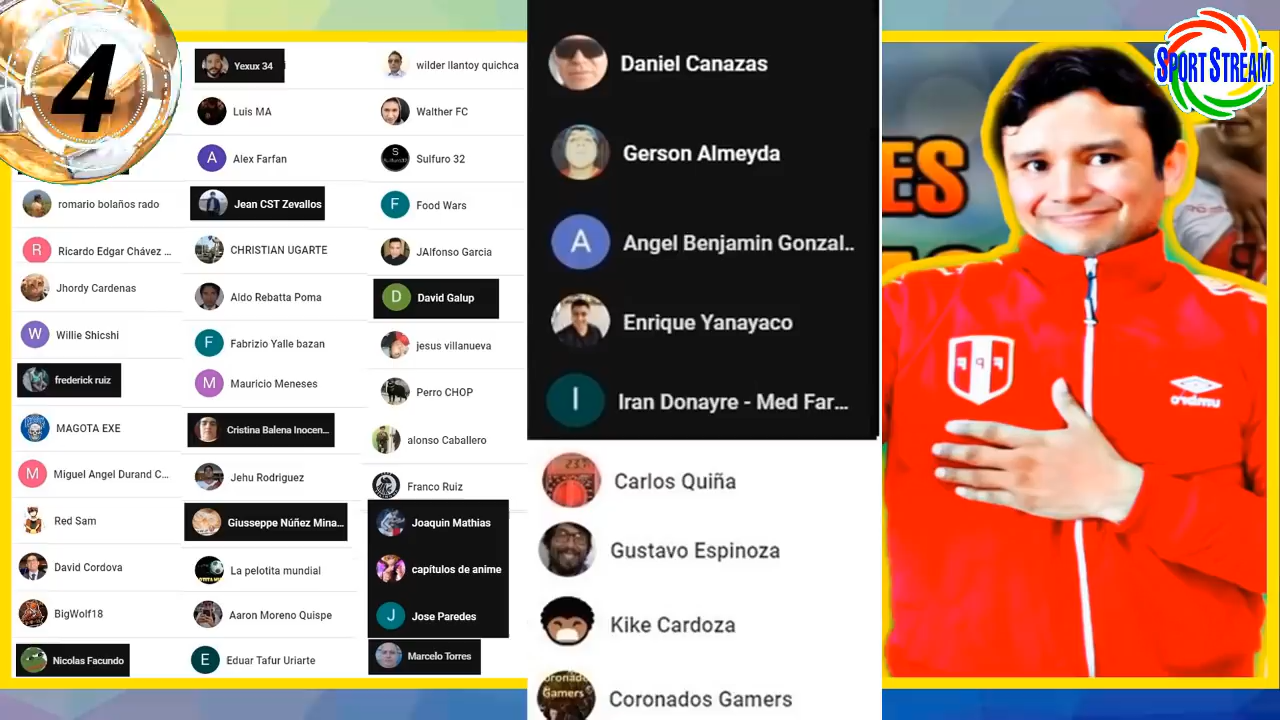 4
romario bolaños rado
Ricardo Edgar Chávez ...
Jhordy Cardenas
W
Willie Shicshi
R
frederick ruiz
MAGOTA EXE
M
Miguel Angel Durand C...
Red Sam
David Cordova
BigWolf18
Nicolas Facundo
Yexux 34
Luis MA
A
Alex Farfan
Jean CST Zevallos
CHRISTIAN UGARTE
Aldo Rebatta Poma
F
Fabrizio Yalle bazan
M
Mauricio Meneses
Cristina Balena Inocen...
Jehu Rodriguez
Giusseppe Núñez Mina...
La pelotita mundial
Aaron Moreno Quispe
E
Eduar Tafur Uriarte
wilder llantoy quichca
Walther FC
S
Sulfuro 32
F
Food Wars
JAlfonso Garcia
D
David Galup
jesus villanueva
Perro CHOP
alonso Caballero
Franco Ruiz
Joaquin Mathias
capítulos de anime
J
Jose Paredes
Marcelo Torres
Daniel Canazas
Gerson Almeyda
A
Angel Benjamin Gonzal..
Enrique Yanayaco
I
Iran Donayre - Med Far...
Carlos Quiña
Gustavo Espinoza
Kike Cardoza
Gamers
Coronados Gamers
SPORT STREAM
ES